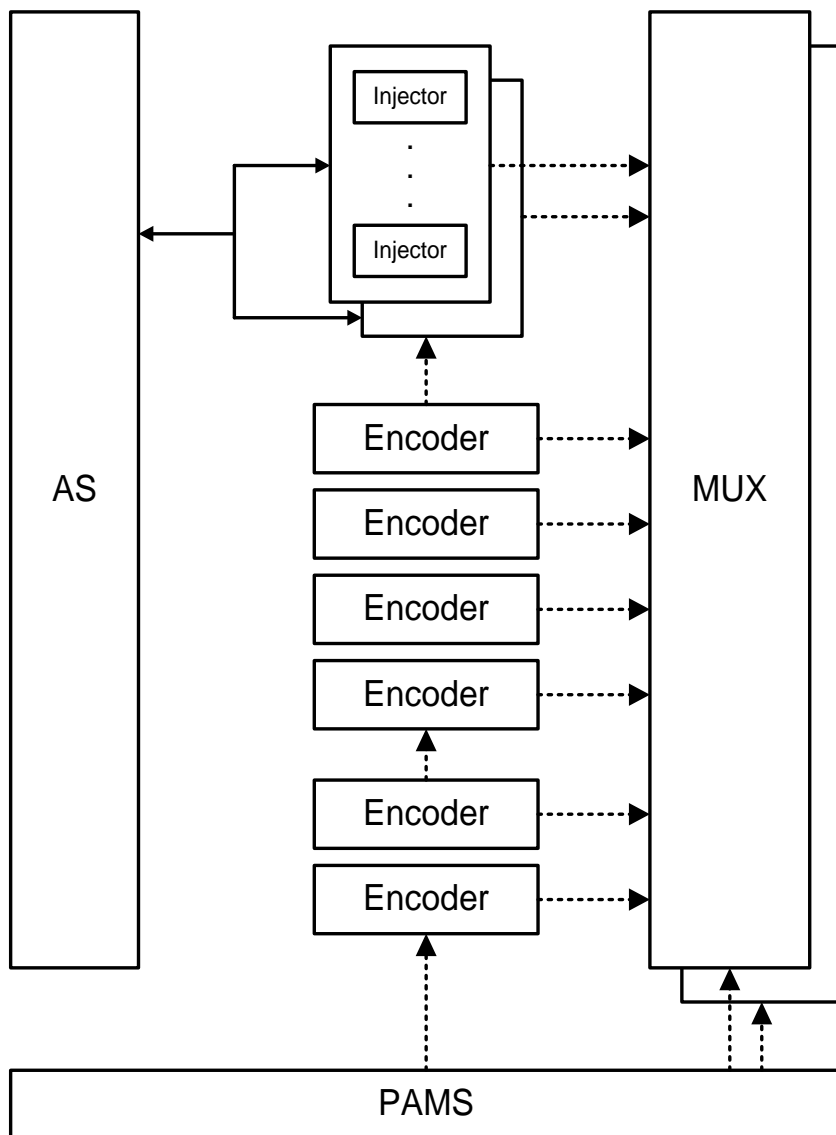 Injector
.
.
.
Injector
Encoder
AS
MUX
Encoder
Encoder
Encoder
Encoder
Encoder
PAMS